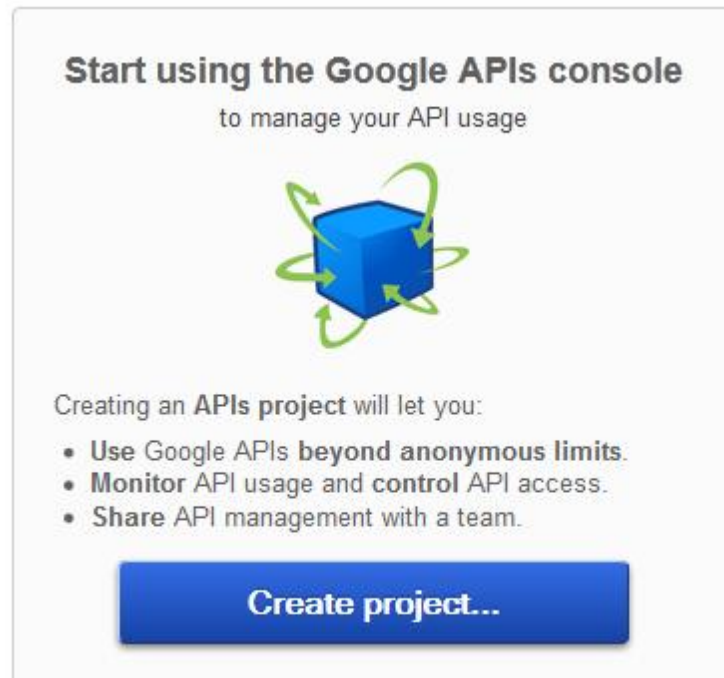 Start using the Google APIs console
to manage your API usage
Creating an APIs project will let you:
• Use Google APIs beyond anonymous limits.
• Monitor API usage and control API access.
• Share API management with a team.
Create project...